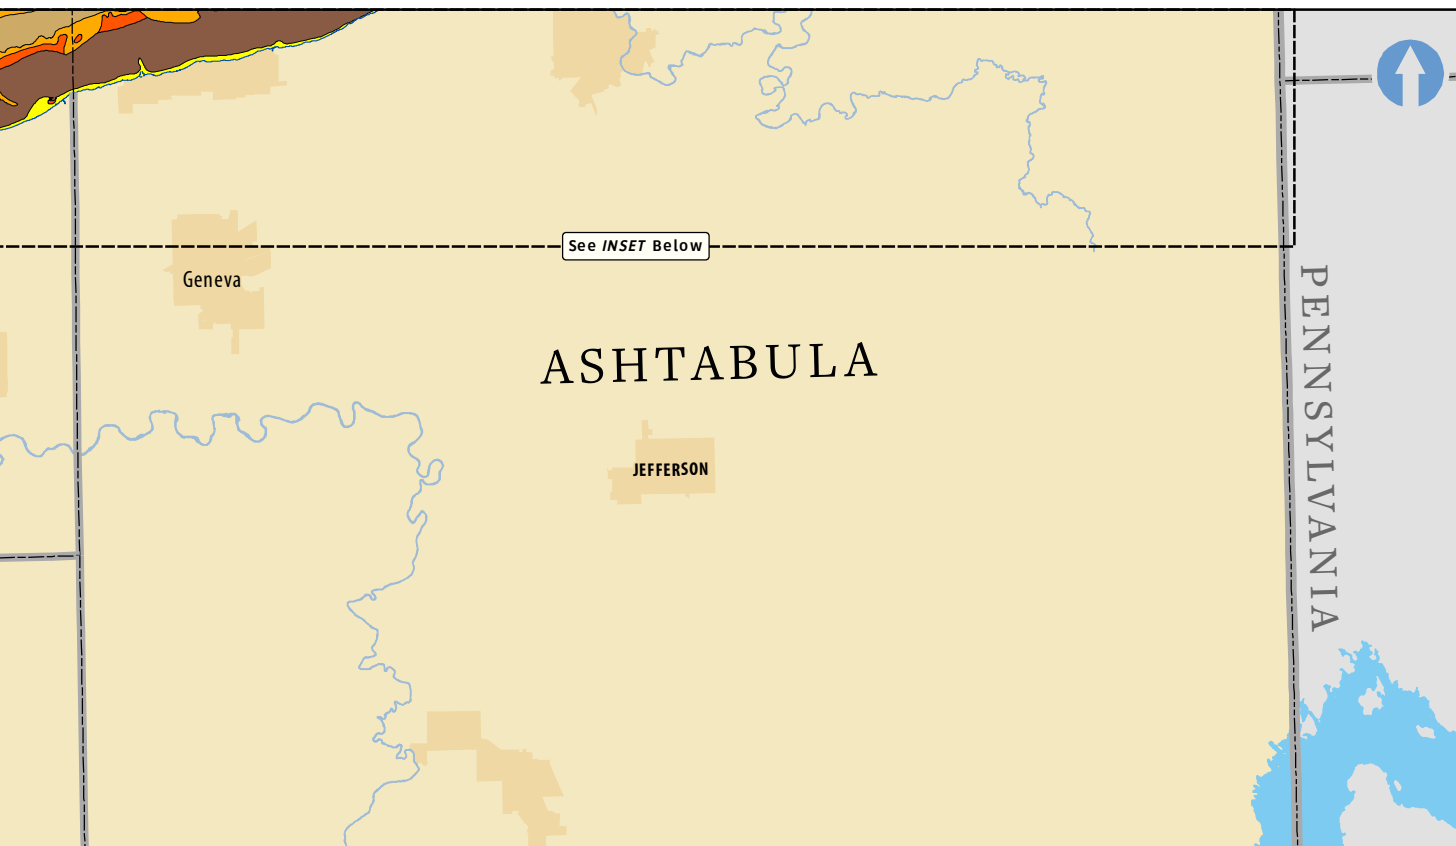 See INSET Below
Geneva
ASHTABULA
JEFFERSON
PENNSYLVANIA